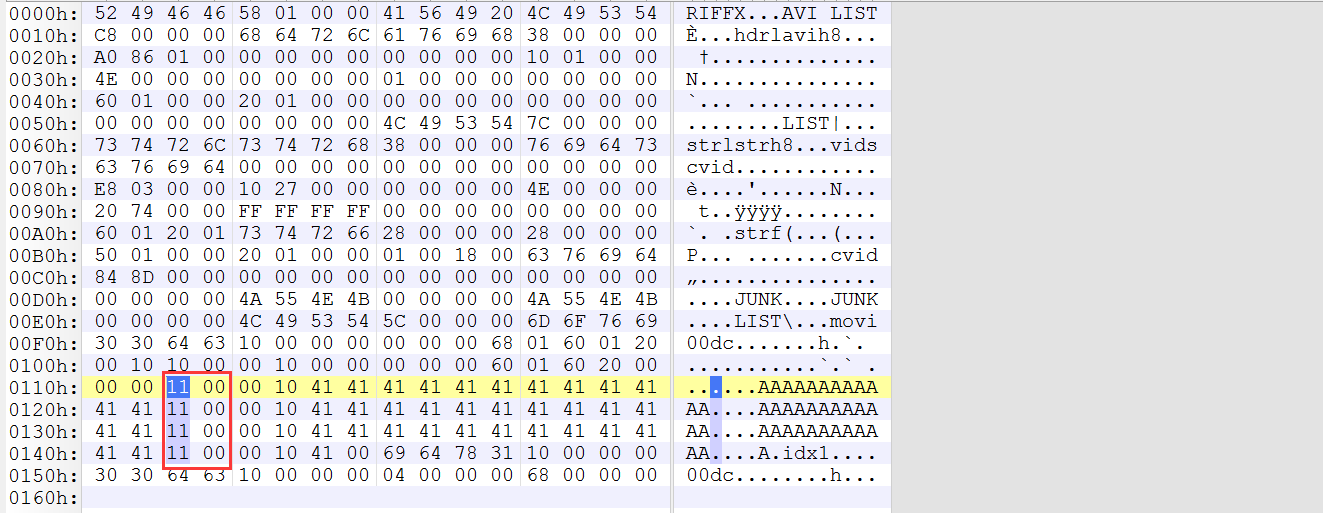 0000h: 52 49 46 46 58 01 00 00 41 56 49 20 4C 49 53 54 RIFFX...AVI LIST
0010h: C8 00 00 00 68 64 72 6C 61 76 69 68 38 00 00 00 È...hdrlavih8...
0020h: A0 86 01 00 00 00 00 00 00 00 00 00 10 01 00 00  †..............
0030h: 4E 00 00 00 00 00 00 00 01 00 00 00 00 00 00 00 N...............
0040h: 60 01 00 00 20 01 00 00 00 00 00 00 00 00 00 00 `... ...........
0050h: 00 00 00 00 00 00 00 00 4C 49 53 54 7C 00 00 00 ........LIST|...
0060h: 73 74 72 6C 73 74 72 68 38 00 00 00 76 69 64 73 strlstrh8...vids
0070h: 63 76 69 64 00 00 00 00 00 00 00 00 00 00 00 00 cvid............
0080h: E8 03 00 00 10 27 00 00 00 00 00 00 4E 00 00 00 è....'......N...
0090h: 20 74 00 00 FF FF FF FF 00 00 00 00 00 00 00 00  t..ÿÿÿÿ........
00A0h: 60 01 20 01 73 74 72 66 28 00 00 00 28 00 00 00 `. .strf(...(...
00B0h: 50 01 00 00 20 01 00 00 01 00 18 00 63 76 69 64 P... .......cvid
00C0h: 84 8D 00 00 00 00 00 00 00 00 00 00 00 00 00 00 „...............
00D0h: 00 00 00 00 4A 55 4E 4B 00 00 00 00 4A 55 4E 4B ....JUNK....JUNK
00E0h: 00 00 00 00 4C 49 53 54 5C 00 00 00 6D 6F 76 69 ....LIST\...movi
00F0h: 30 30 64 63 10 00 00 00 00 00 68 01 60 01 20 00dc.......h.`. 
0100h: 00 10 10 00 00 10 00 00 00 00 00 60 01 60 20 00 ...........`.` .
0110h: 00 00 11 00 00 10 41 41 41 41 41 41 41 41 41 41 ......AAAAAAAAAA
0120h: 41 41 11 00 00 10 41 41 41 41 41 41 41 41 41 41 AA....AAAAAAAAAA
0130h: 41 41 11 00 00 10 41 41 41 41 41 41 41 41 41 41 AA....AAAAAAAAAA
0140h: 41 41 11 00 00 10 41 00 69 64 78 31 10 00 00 00 AA....A.idx1....
0150h: 30 30 64 63 10 00 00 00 04 00 00 00 68 00 00 00 00dc........h...
0160h: